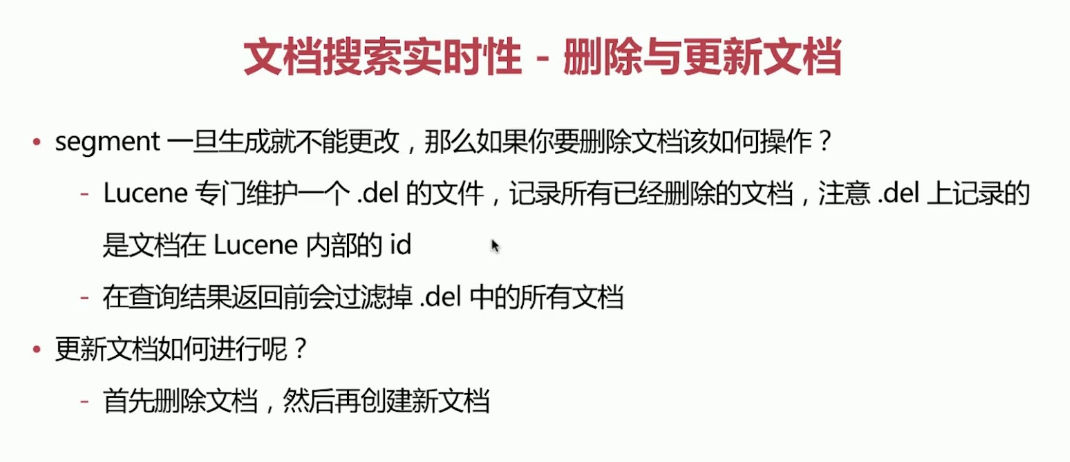 文档搜索实时性 - 删除与更新文档
• segment 一旦生成就不能更改，那么如果你要删除文档该如何操作？
- Lucene 专门维护一个 .del 的文件，记录所有已经删除的文档，注意 .del 上记录的
是文档在 Lucene 内部的 id
- 在查询结果返回前会过滤掉 .del 中的所有文档
• 更新文档如何进行呢？
- 首先删除文档，然后再创建新文档